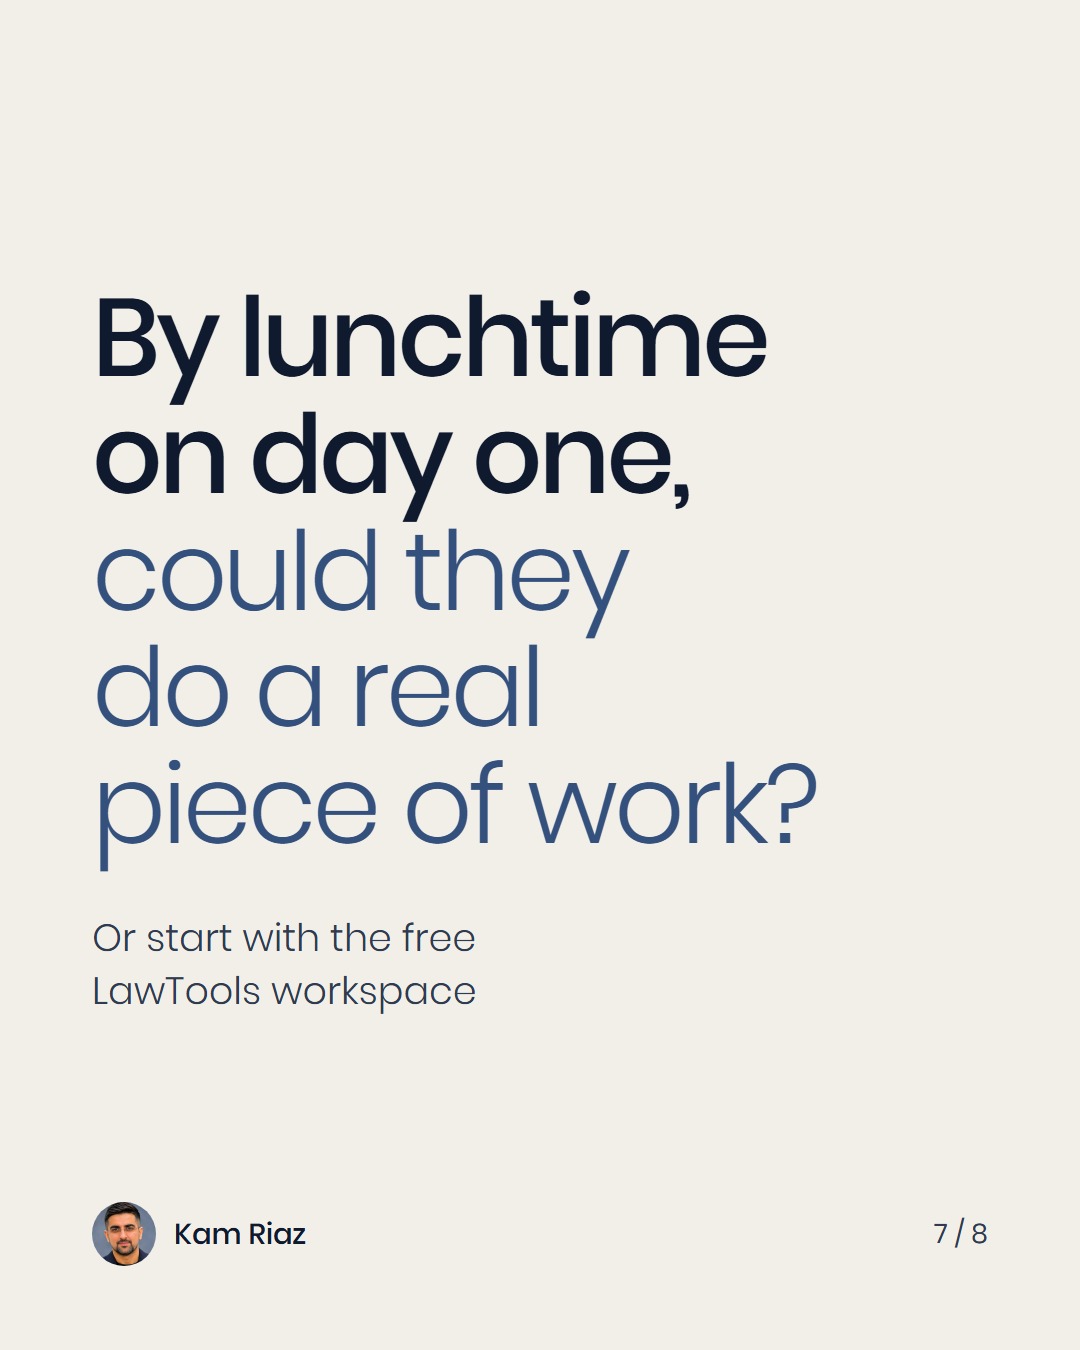 By lunchtime
on day one,
could they
do a real
piece of work?
Or start with the free
LawTools workspace
Kam Riaz
7 / 8